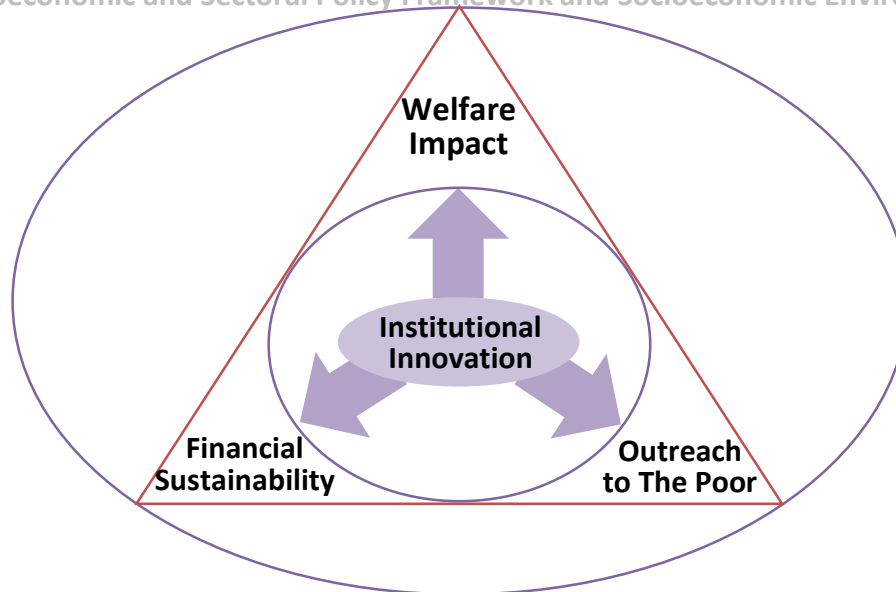 and Sectoral Policy Framework and Socioeconomic
Welfare
Impact
Institutional
Innovation
Financial
Sustainability
Outreach
to The Poor